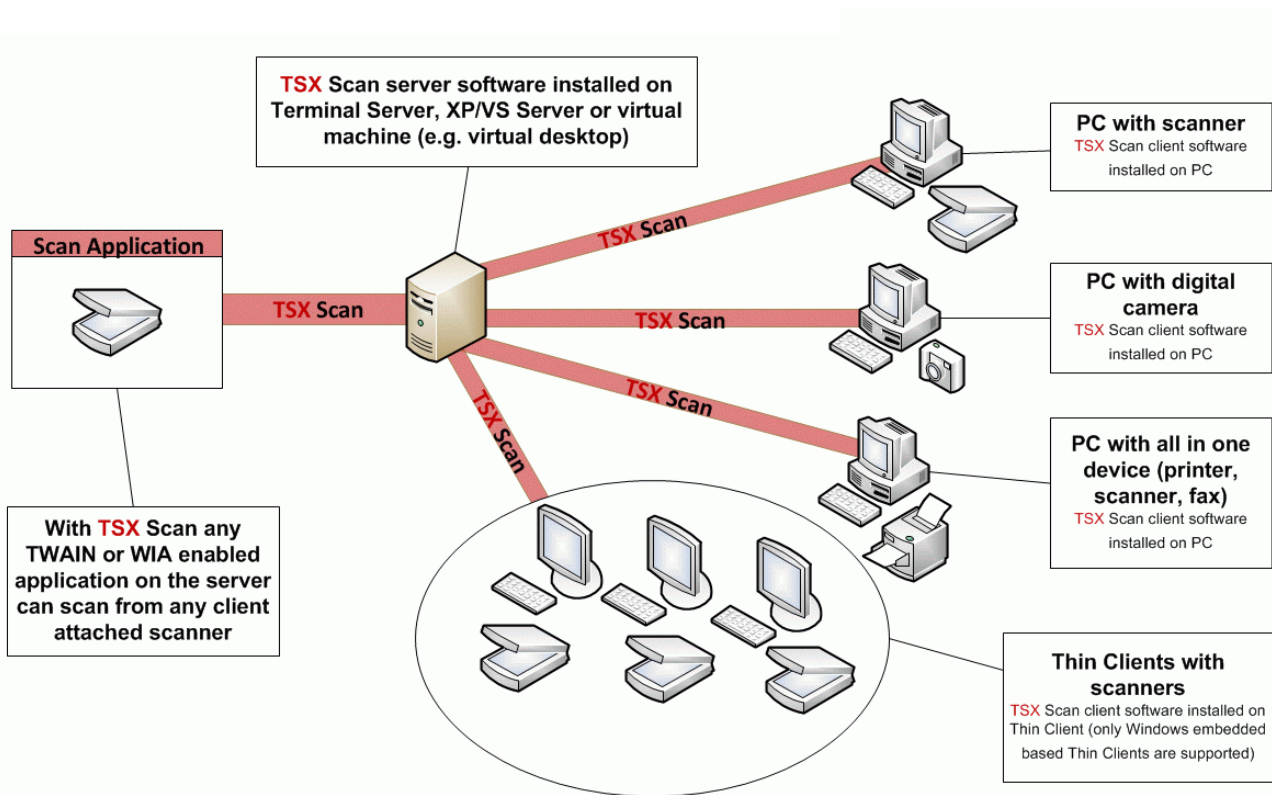 TSX Scan server software installed on
Terminal Server, XP/VS Server or virtual
machine (e.g. virtual desktop)
PC with scanner
TSX Scan client software
installed on PC
TSX Scan
Scan Application
TSX Scan
TSX Scan
PC with digital
camera
TSX Scan client software
installed on PC
TSX Scan
TSX Scan
PC with all in one
device (printer,
scanner, fax)
TSX Scan client software
installed on PC
With TSX Scan any
TWAIN or WIA enabled
application on the server
can scan from any client
attached scanner
Thin Clients with
scanners
TSX Scan client software installed on
Thin Client (only Windows embedded
based Thin Clients are supported)